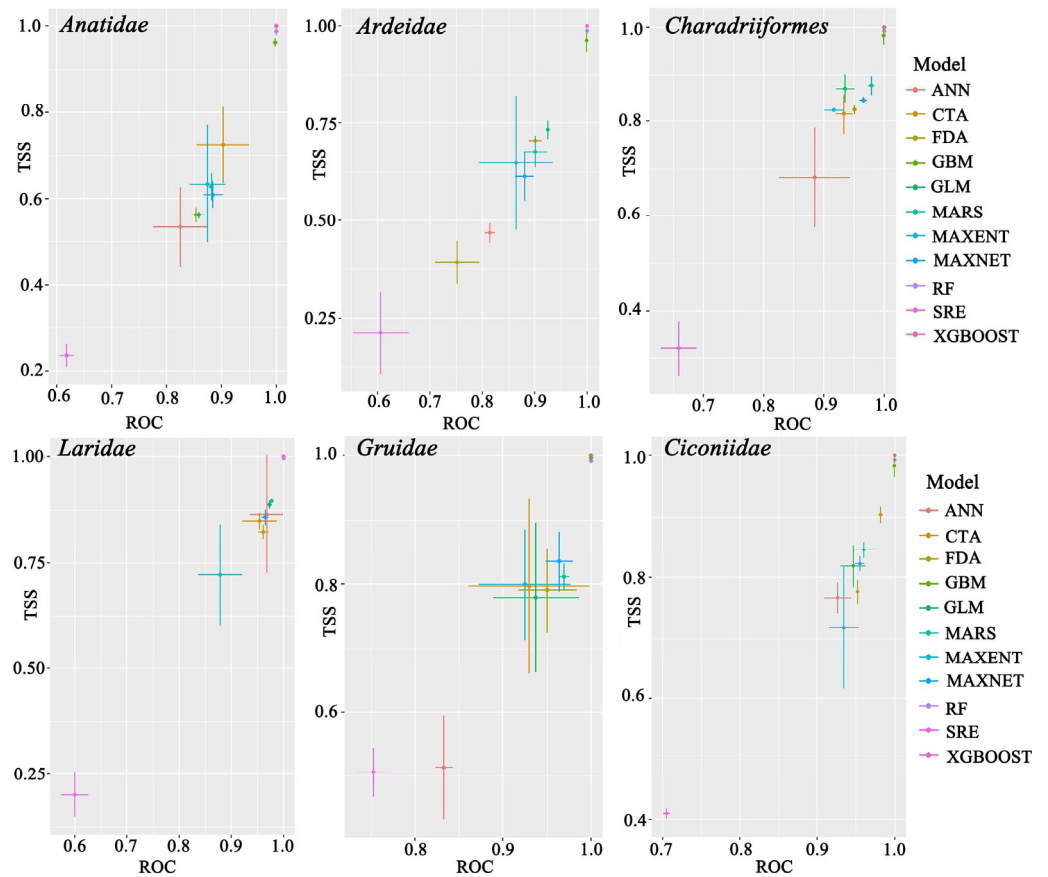 Anatidae
1.00
0.8
0.6
0.4
0.2
TSS
0.6
0.7
0.8
0.9
1.0
ROC
Ardeidae
1.00
0.75
0.50
0.25
TSS
0.6
0.7
0.8
0.9
1.0
ROC
Charadriiformes
1.00
0.8
0.6
0.4
TSS
0.7
0.8
0.9
1.0
ROC
Model
ANN
CTA
FDA
GBM
GLM
MARS
MAXENT
MAXNET
RF
SRE
XGBOOST
Laridae
1.00
0.75
0.50
0.25
TSS
0.6
0.7
0.8
0.9
1.0
ROC
Gruidae
1.0
0.8
0.6
TSS
0.8
0.9
1.0
ROC
Ciconiidae
1.0
0.8
0.6
0.4
TSS
0.7
0.8
0.9
1.0
ROC
Model
ANN
CTA
FDA
GBM
GLM
MARS
MAXENT
MAXNET
RF
SRE
XGBOOST